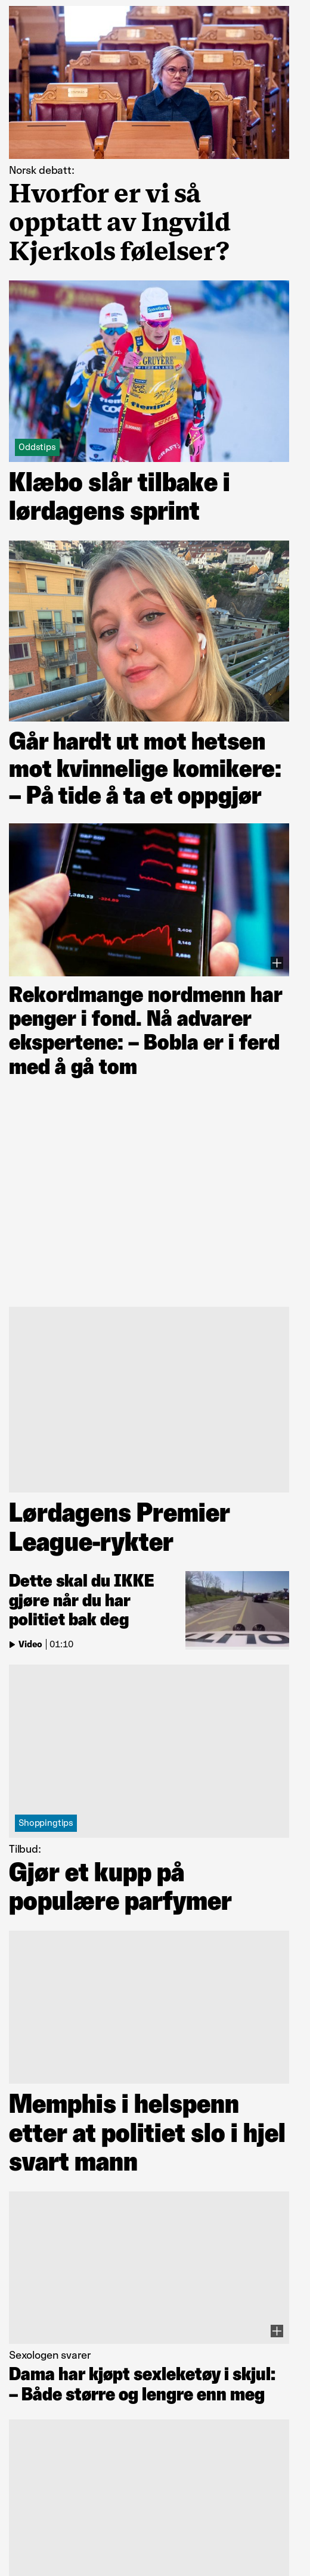 Norsk debatt:
Hvorfor er vi så
opptatt av Ingvild
Kjerkols følelser?
GRUYERE
SWITZERLAND
Oddstips
Klæbo slår tilbake i
lørdagens sprint
Går hardt ut mot hetsen
mot kvinnelige komikere:
– På tide å ta et oppgjør
Rekordmange nordmenn har
penger i fond. Nå advarer
ekspertene: – Bobla er i ferd
med å gå tom
Lørdagens Premier
League-rykter
Dette skal du IKKE
gjøre når du har
politiet bak deg
Video | 01:10
Shoppingtips
Tilbud:
Gjør et kupp på
populære parfymer
Memphis i helspenn
etter at politiet slo i hjel
svart mann
Sexologen svarer
Dama har kjøpt sexleketøy i skjul:
– Både større og lengre enn meg